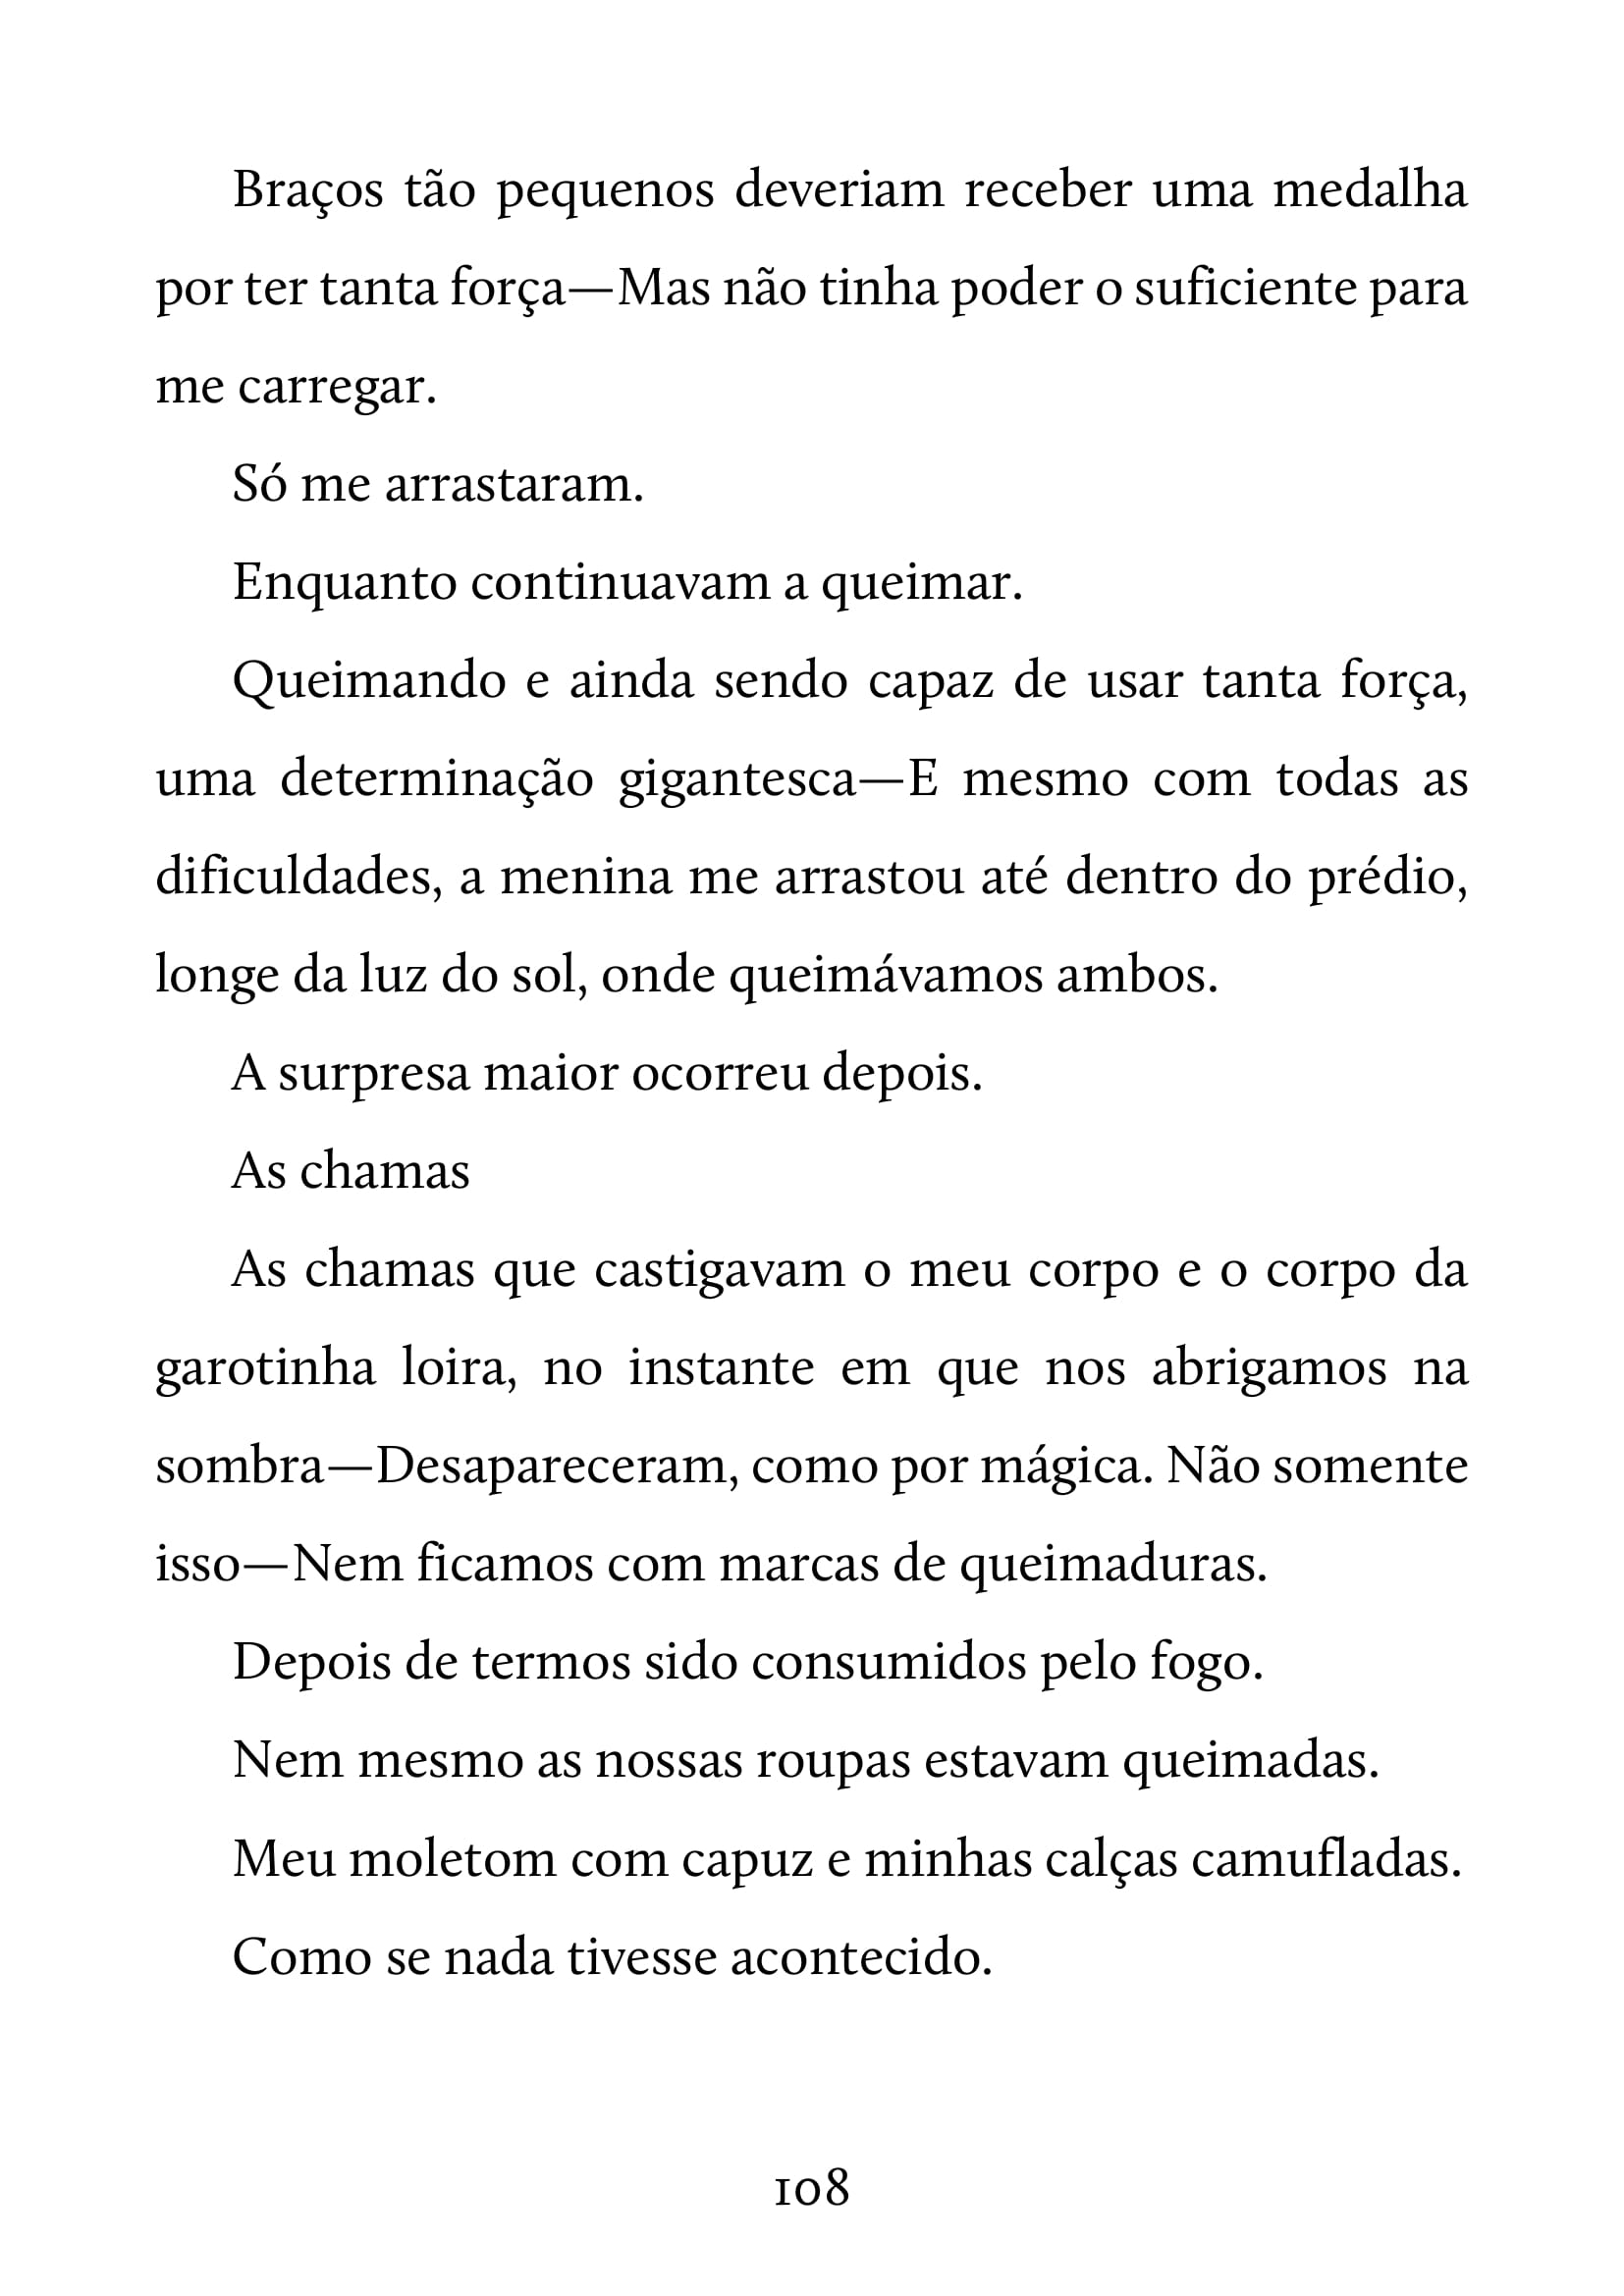 Braços tão pequenos deveriam receber uma medalha
por ter tanta força—Mas não tinha poder o suficiente para
me carregar.
Só me arrastaram.
Enquanto continuavam a queimar.
Queimando e ainda sendo capaz de usar tanta força,
uma determinação gigantesca—E mesmo com todas as
dificuldades, a menina me arrastou até dentro do prédio,
longe da luz do sol, onde queimávamos ambos.
A surpresa maior ocorreu depois.
As chamas
As chamas que castigavam o meu corpo e o corpo da
garotinha loira, no instante em que nos abrigamos na
sombra—Desapareceram, como por mágica. Não somente
isso—Nem ficamos com marcas de queimaduras.
Depois de termos sido consumidos pelo fogo.
Nem mesmo as nossas roupas estavam queimadas.
Meu moletom com capuz e minhas calças camufladas.
Como se nada tivesse acontecido.
108